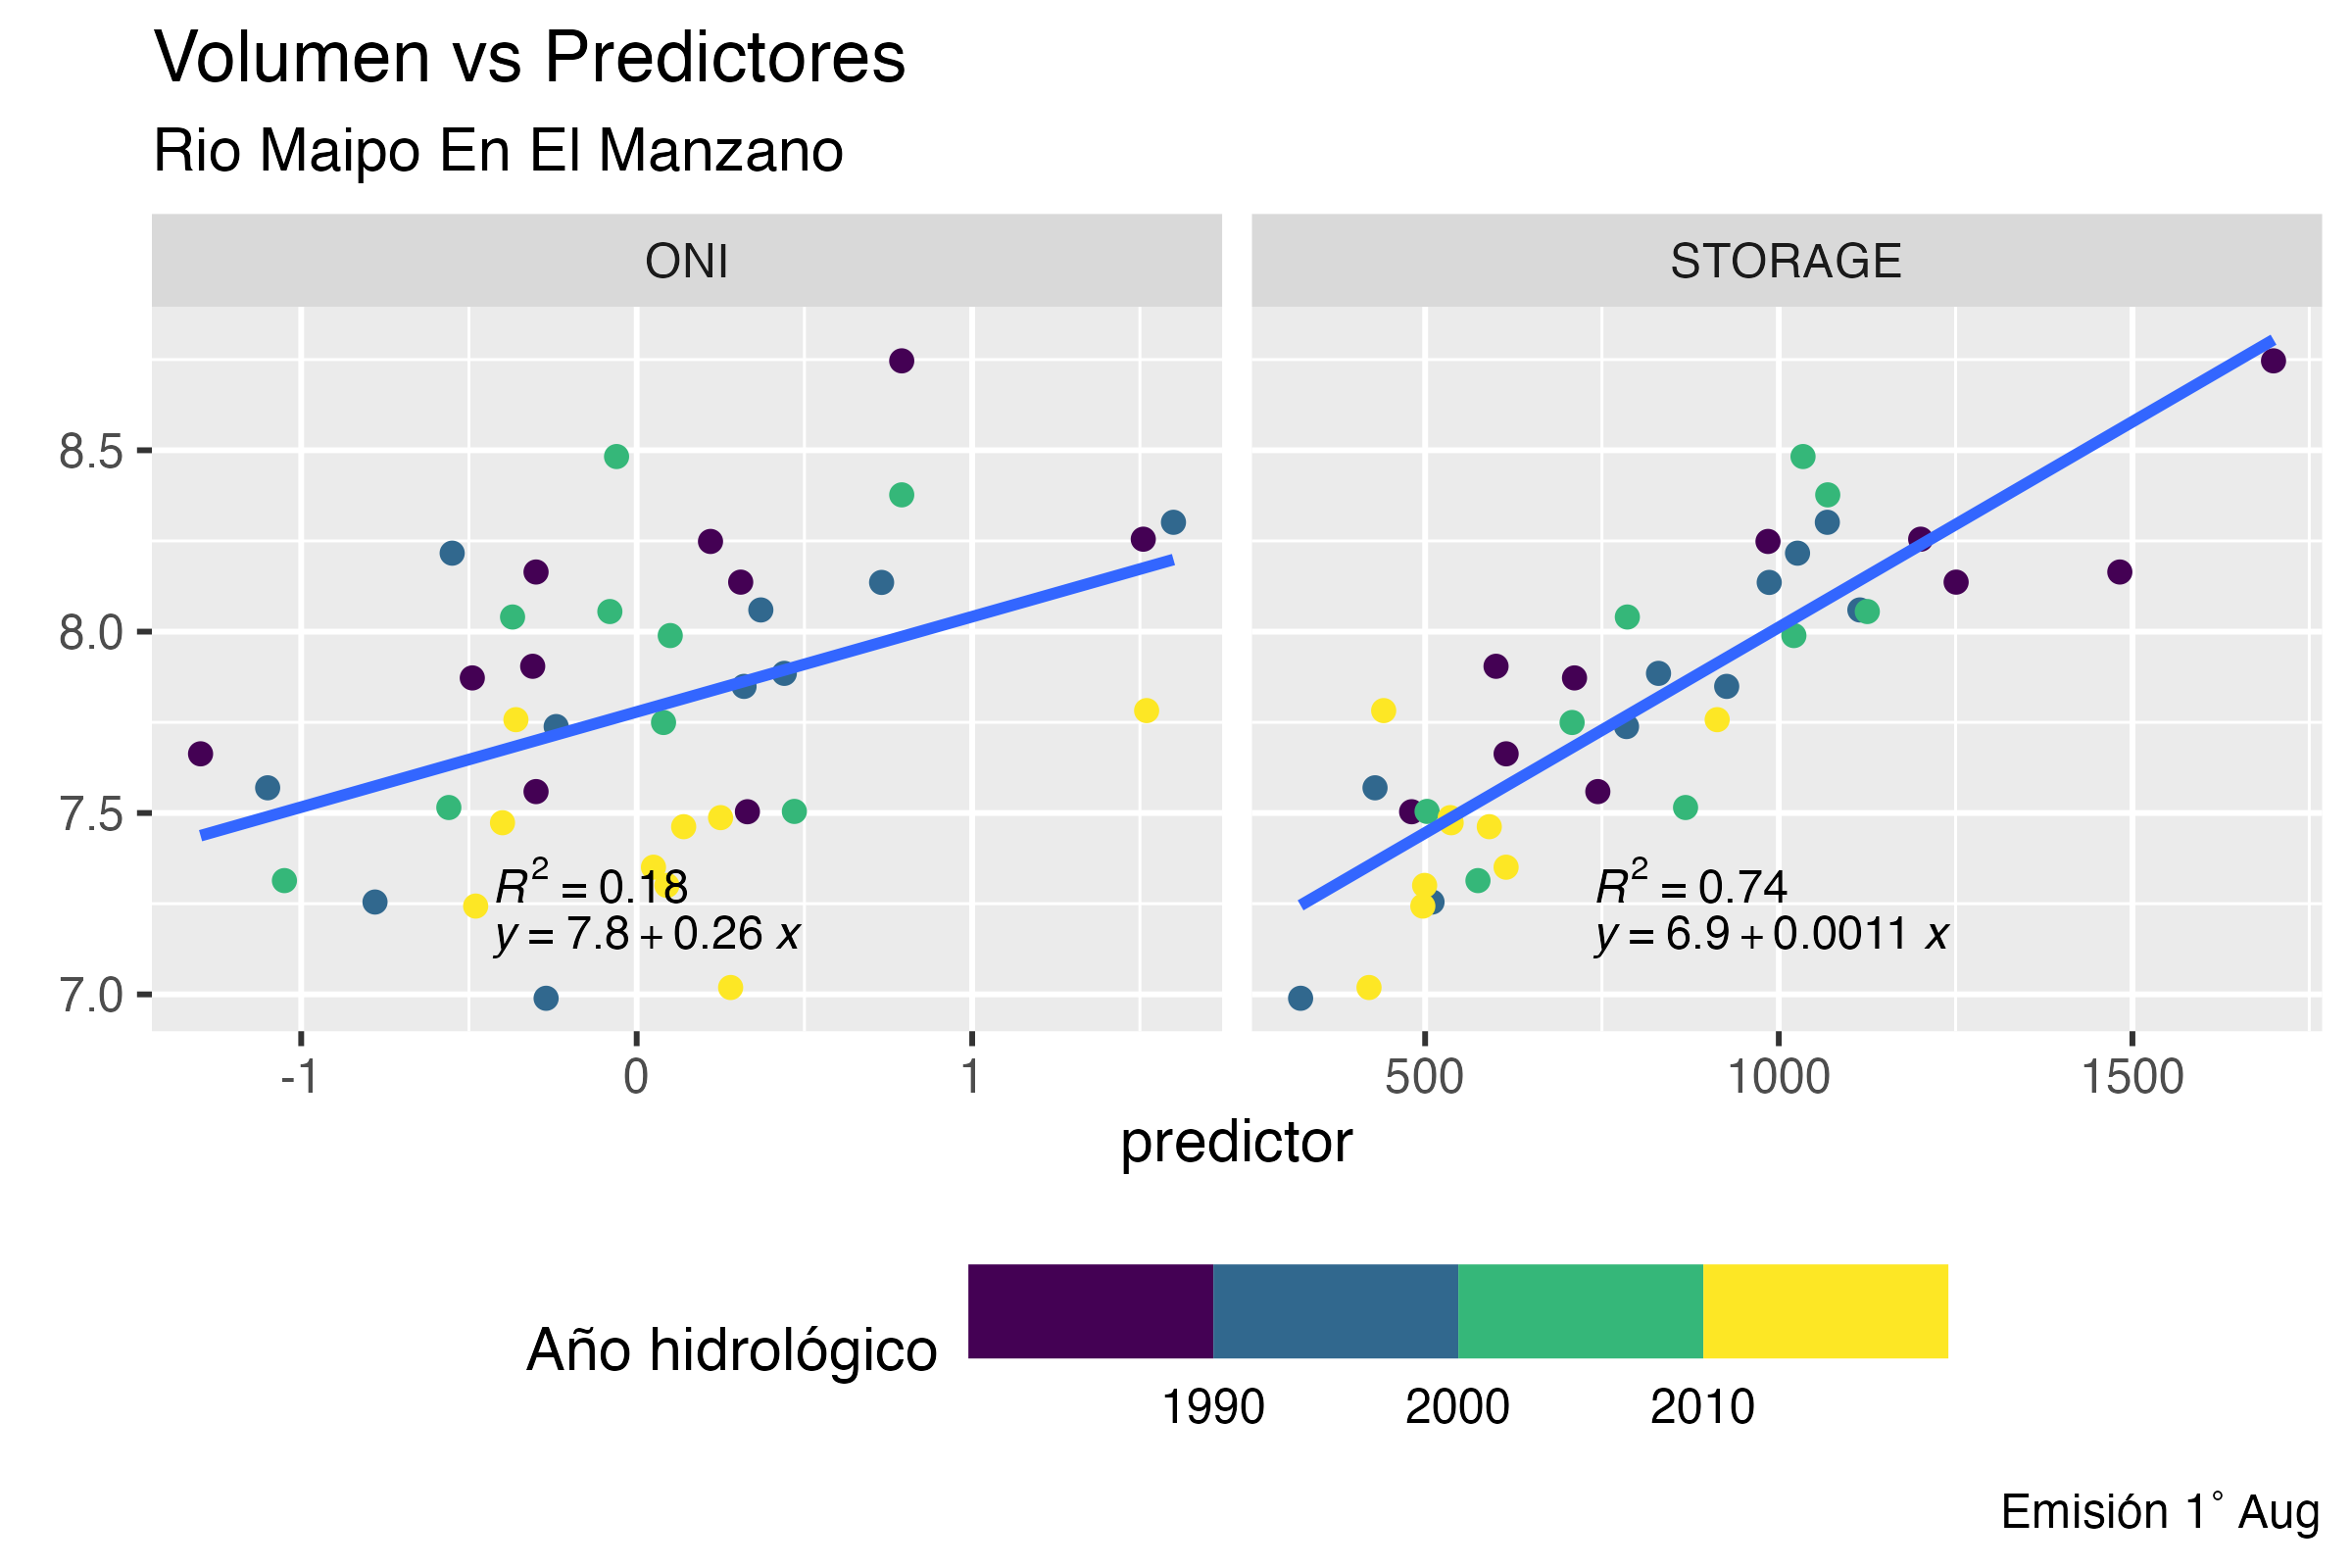 Volumen vs Predictores
Rio Maipo En El Manzano
ONI
STORAGE
8.5
8.0
7.5
7.0
R² = 0.18
y = 7.8 + 0.26 x
R² = 0.74
y = 6.9 + 0.0011 x
-1 0 1
500 1000 1500
predictor
Año hidrológico
1990 2000 2010
Emisión 1° Aug